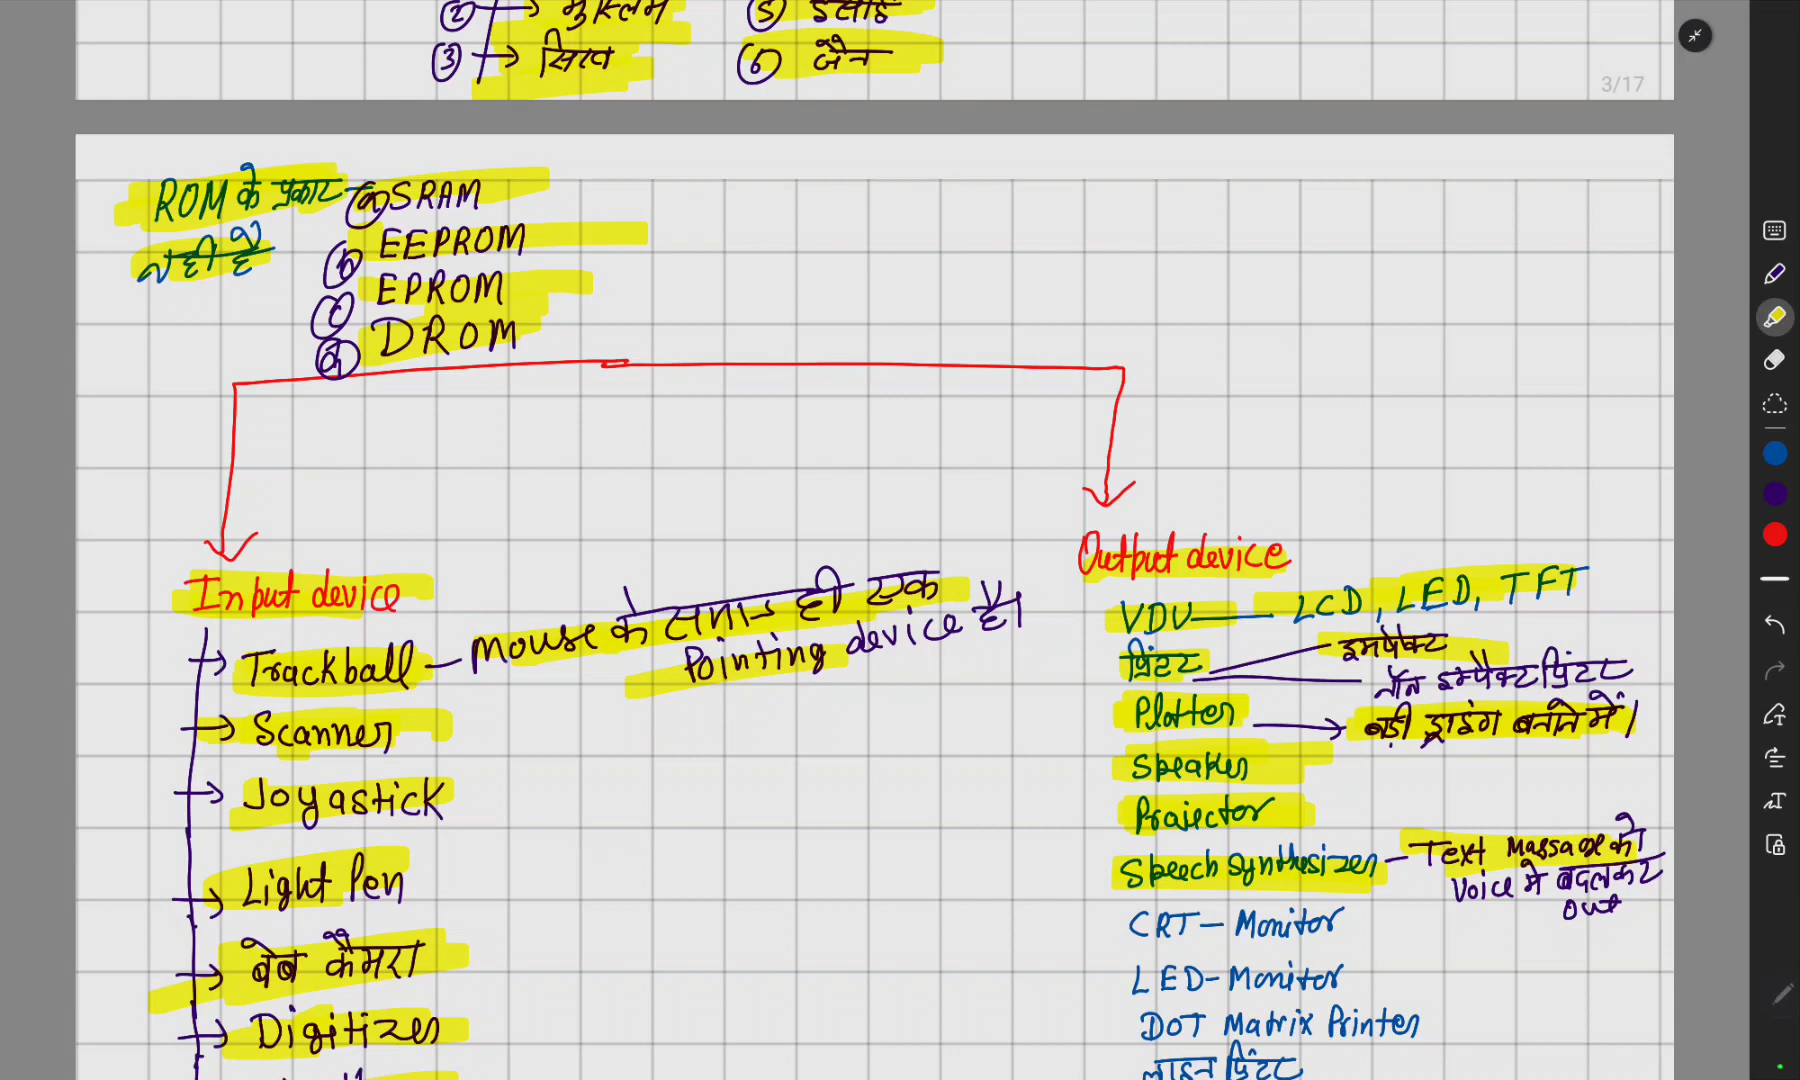 ② → मुस्लिम ⑤ इसाई
③ → सिख ⑥ जैन
3/17
ROM के प्रकार - ⓐ SRAM
नही है
ⓑ EEPROM
ⓒ EPROM
ⓓ DROM
Input device
→ Trackball — Mouse के समान ही एक
Pointing device है।
→ Scanner
→ Joyastick
→ Light Pen
→ वेब कैमरा
→ Digitizer
Output device
VDU — LCD, LED, TFT
प्रिंटर — इम्पैक्ट
नॉन इम्पैक्ट प्रिंटर
Plotter → बड़ी ड्राइंग बनाने में।
Speaker
Projector
Speech Synthesizer — Text Massage को
Voice मे बदलकर
out
CRT - Monitor
LED - Monitor
DOT Matrix Printer
लाइन प्रिंटर